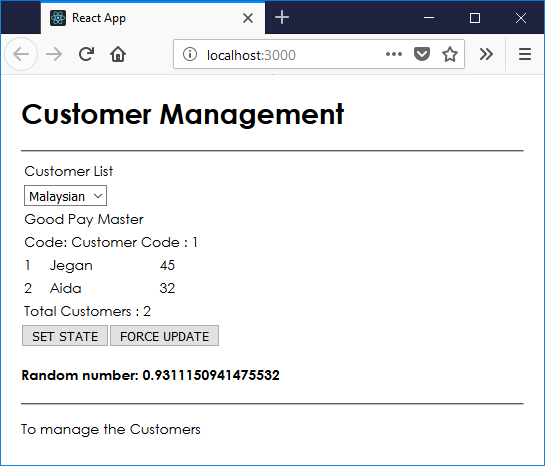 React App
localhost:3000
Customer Management
Customer List
Malaysian
Good Pay Master
Code: Customer Code : 1
1 Jegan 45
2 Aida 32
Total Customers : 2
SET STATE FORCE UPDATE
Random number: 0.9311150941475532
To manage the Customers